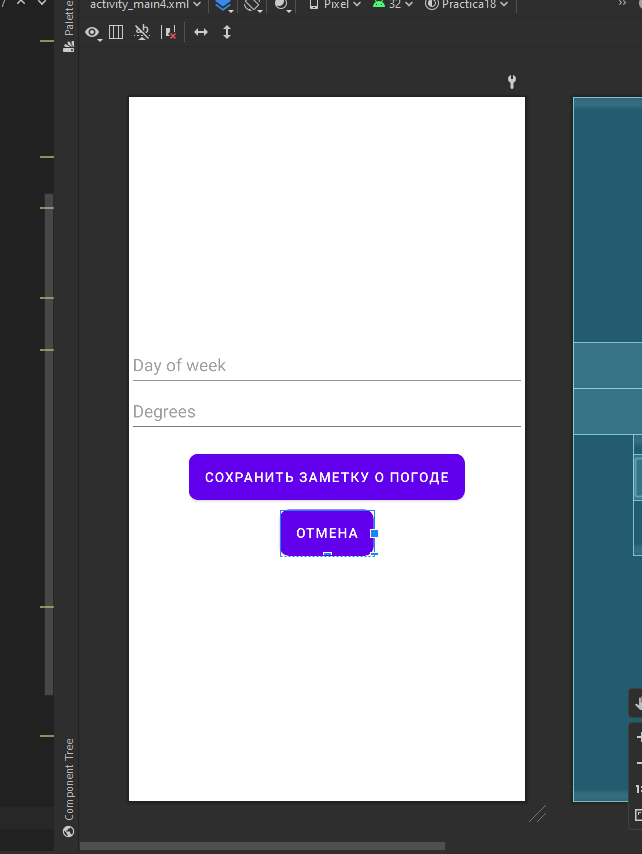 activity_main4.xml Pixel 32 Practica18 »
Palette
Day of week
Degrees
СОХРАНИТЬ ЗАМЕТКУ О ПОГОДЕ
ОТМЕНА
Component Tree